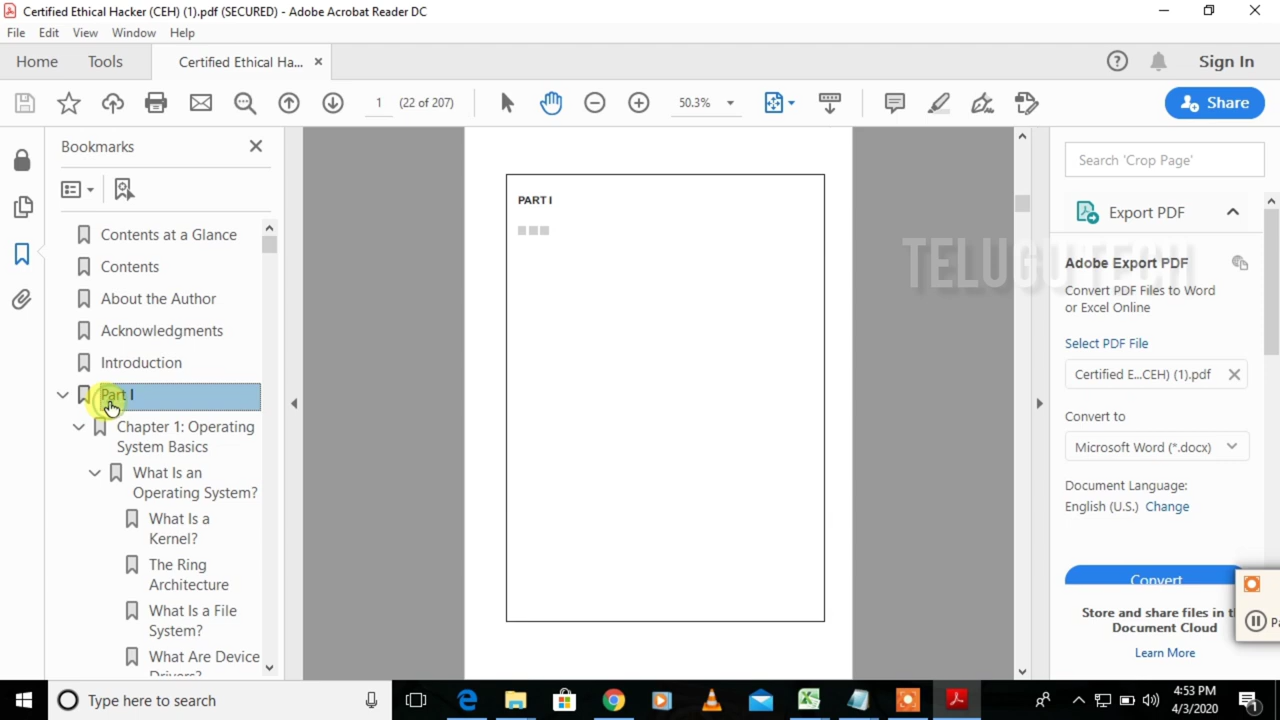 Certified Ethical Hacker (CEH) (1).pdf (SECURED) - Adobe Acrobat Reader DC
File Edit View Window Help
Home Tools Certified Ethical Ha... Sign In
1 (22 of 207) 50.3% Share
Bookmarks
Contents at a Glance
Contents
About the Author
Acknowledgments
Introduction
Part I
Chapter 1: Operating
System Basics
What Is an
Operating System?
What Is a
Kernel?
The Ring
Architecture
What Is a File
System?
What Are Device
Drivers?
PART I
TELUGU TECH
Search 'Crop Page'
Export PDF
Adobe Export PDF
Convert PDF Files to Word
or Excel Online
Select PDF File
Certified E...CEH) (1).pdf
Convert to
Microsoft Word (*.docx)
Document Language:
English (U.S.) Change
Convert
Store and share files in
Document Cloud
Learn More
Type here to search
4:53 PM
4/3/2020
1